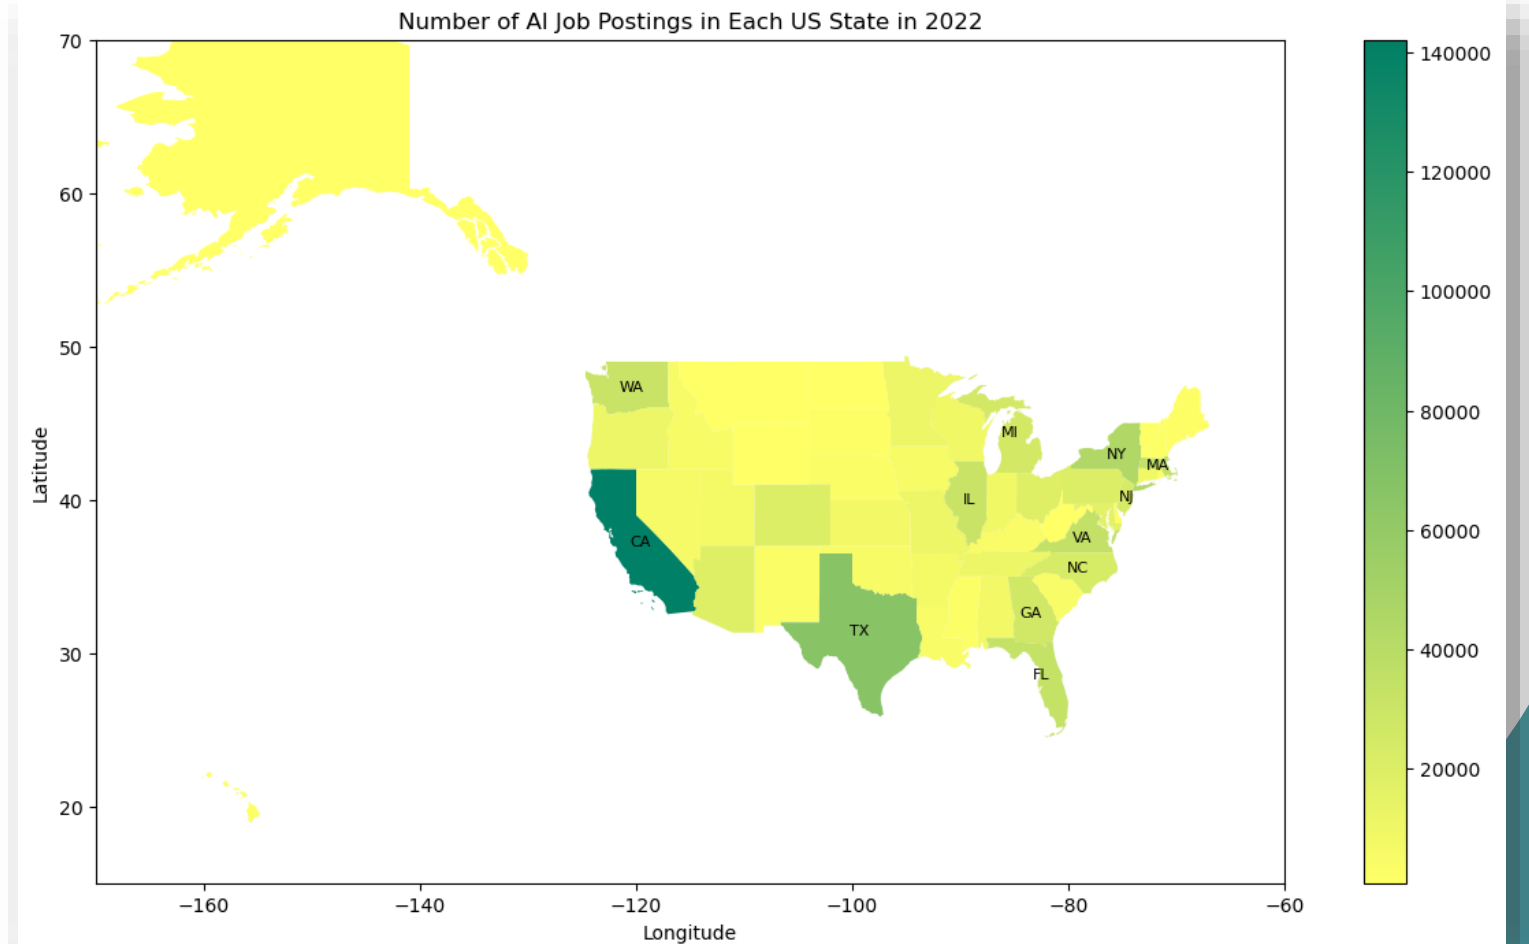 Number of AI Job Postings in Each US State in 2022
70
60
50
40
30
20
Latitude
−160
−140
−120
−100
−80
−60
Longitude
WA
MI
NY
MA
IL
NJ
VA
CA
NC
GA
TX
FL
140000
120000
100000
80000
60000
40000
20000